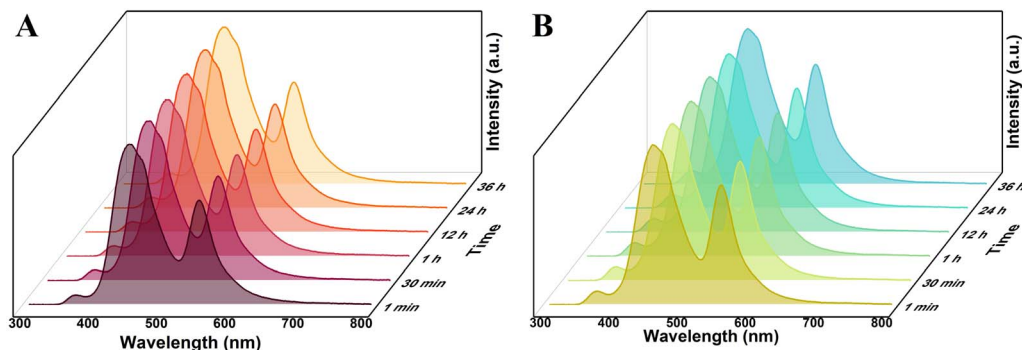 A
Intensity (a.u.)
36 h
24 h
12 h
1 h
30 min
1 min
Time
300 400 500 600 700 800
Wavelength (nm)
B
Intensity (a.u.)
36 h
24 h
12 h
1 h
30 min
1 min
Time
300 400 500 600 700 800
Wavelength (nm)